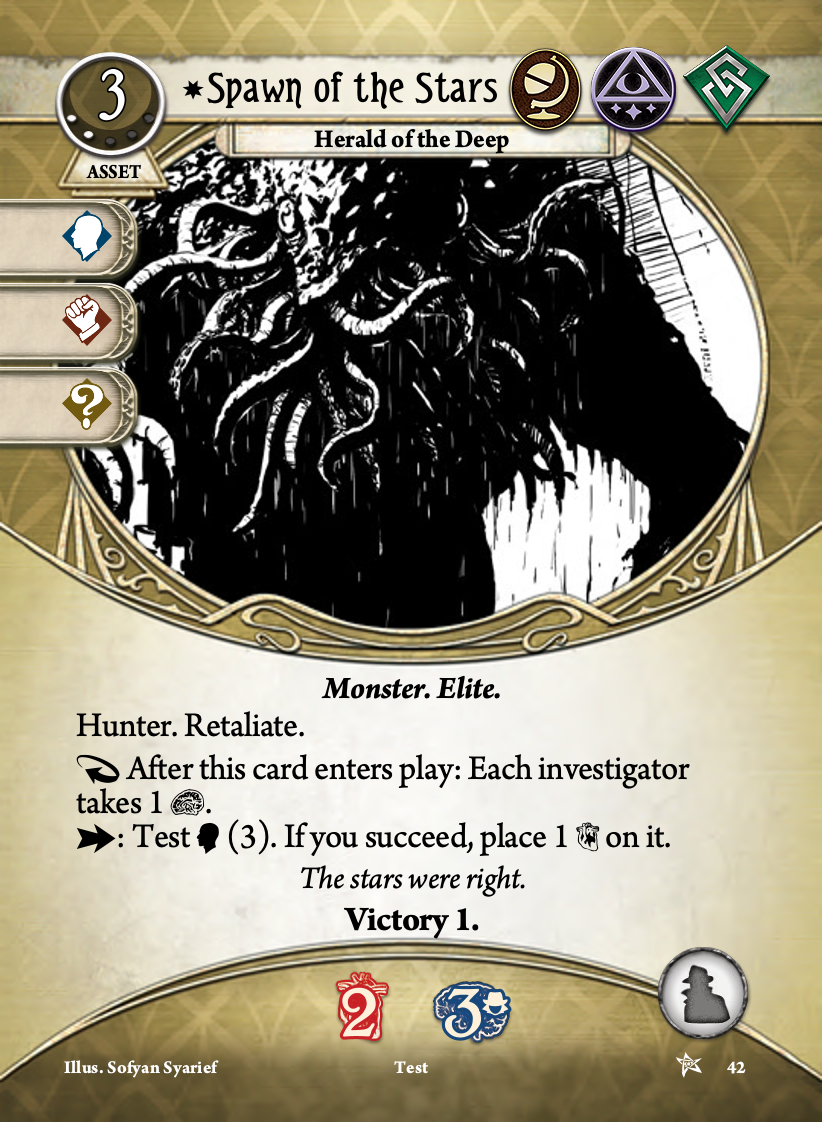 3
Spawn of the Stars
ASSET
Herald of the Deep
Monster. Elite.
Hunter. Retaliate.
After this card enters play: Each investigator
takes 1 .
: Test (3). If you succeed, place 1 on it.
The stars were right.
Victory 1.
2
3
Illus. Sofyan Syarief
Test
42